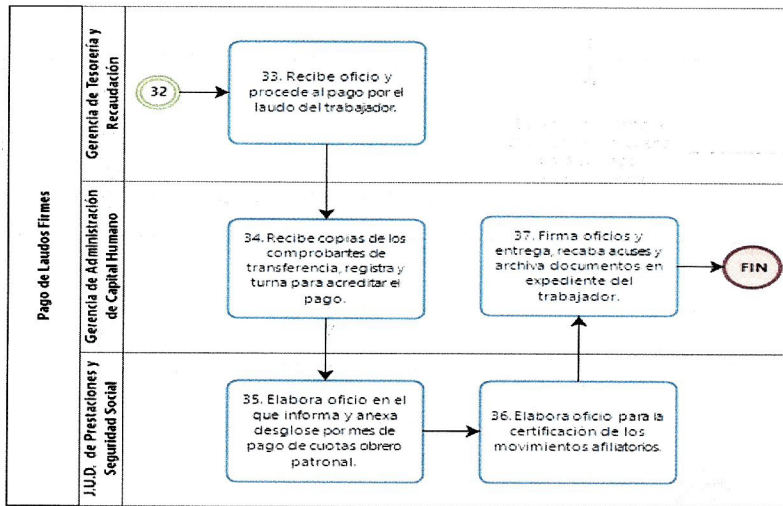 Pago de Laudos Firmes
Gerencia de Tesorería y
Recaudación
32
33. Recibe oficio y
procede al pago por el
laudo del trabajador.
Gerencia de Administración
de Capital Humano
34. Recibe copias de los
comprobantes de
transferencia, registra y
turna para acreditar el
pago.
37. Firma oficios y
entrega, recaba acuses y
archiva documentos en
expediente del
trabajador.
FIN
J.U.D. de Prestaciones y
Seguridad Social
35. Elabora oficio en el
que informa y anexa
desglose por mes de
pago de cuotas obrero
patronal.
36. Elabora oficio para la
certificación de los
movimientos afiliatorios.